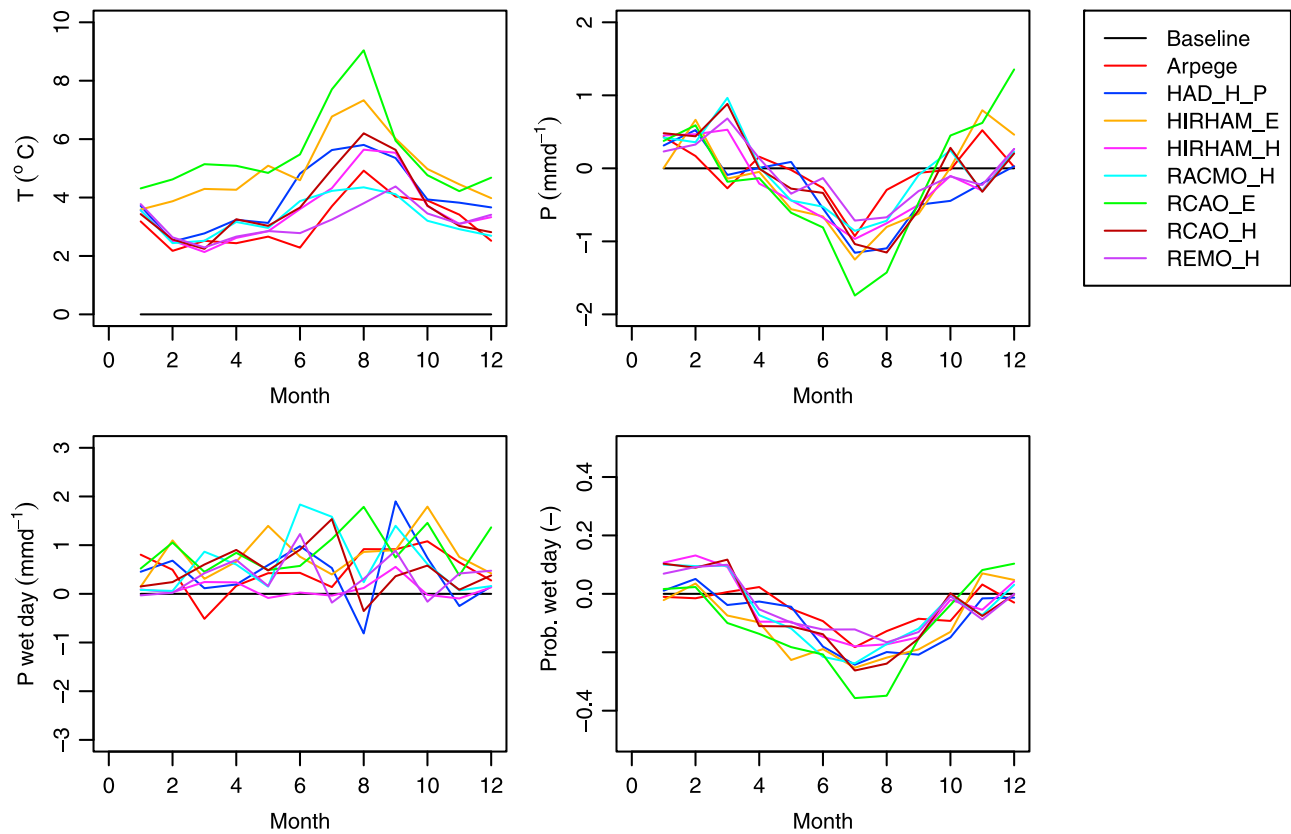 10
8
6
4
2
0
T (° C)
0 2 4 6 8 10 12
Month
2
1
0
−1
−2
P (mmd⁻¹)
0 2 4 6 8 10 12
Month
Baseline
Arpege
HAD_H_P
HIRHAM_E
HIRHAM_H
RACMO_H
RCAO_E
RCAO_H
REMO_H
3
2
1
0
−1
−2
−3
P wet day (mmd⁻¹)
0 2 4 6 8 10 12
Month
0.4
0.2
0.0
−0.4
Prob. wet day (−)
0 2 4 6 8 10 12
Month